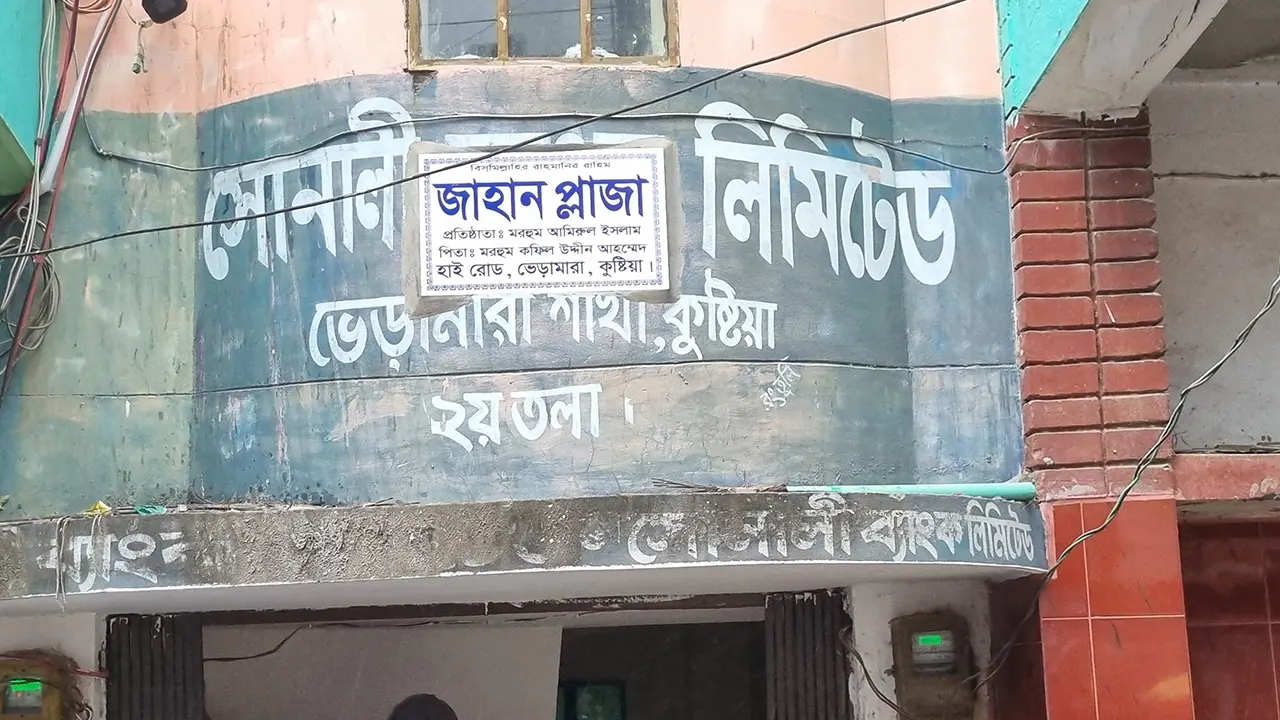 সোনালী লিমিটেড
বিসমিল্লাহির রাহমানির রাহিম
জাহান প্লাজা
প্রতিষ্ঠাতাঃ মরহুম আমিরুল ইসলাম
পিতাঃ মরহুম কফিল উদ্দীন আহম্মেদ
হাই রোড, ভেড়ামারা, কুষ্টিয়া।
ভেড়ামারা শাখা, কুষ্টিয়া
২য় তলা।
ব্যাংক সোনালী ব্যাংক লিমিটেড